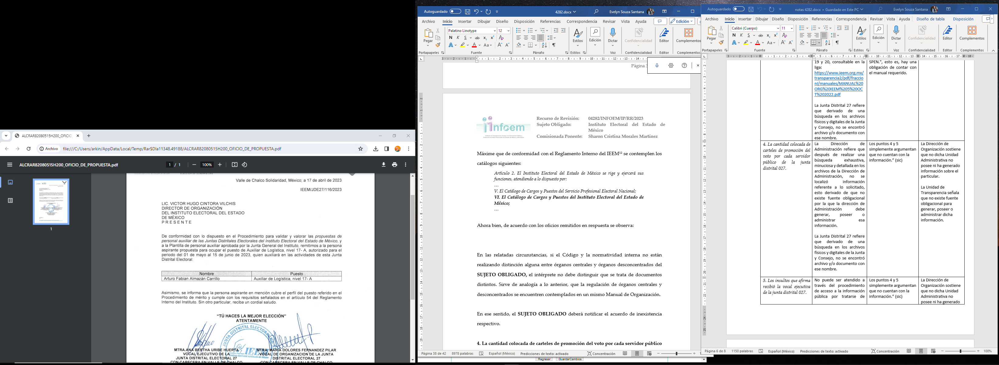 ALCRAR82080515H200_OFICIO
Archivo
file:///C:/Users/arkin/AppData/Local/Temp/Rar$DIa11348.49188/ALCRAR82080515H200_OFICIO_DE_PROPUESTA.pdf
ALCRAR82080515H200_OFICIO_DE_PROPUESTA.pdf
1 / 1
100%
1
Valle de Chalco Solidaridad, México; a 17 de abril de 2023
IEEM/JDE27/116/2023
LIC. VICTOR HUGO CINTORA VILCHIS
DIRECTOR DE ORGANIZACIÓN
DEL INSTITUTO ELECTORAL DEL ESTADO
DE MÉXICO
P R E S E N T E
De conformidad con lo dispuesto en el Procedimiento para validar y valorar las propuestas de
personal auxiliar de las Juntas Distritales Electorales del Instituto Electoral del Estado de México, y
a la Plantilla de personal auxiliar aprobada por la Junta General del Instituto, remitimos a la persona
aspirante propuesta para ocupar el puesto de Auxiliar de Logística, nivel 17- A, autorizado para el
periodo del 01 de mayo al 15 de junio de 2023, quien auxiliará en las actividades de esta Junta
Distrital Electoral:
Nombre Puesto
Arturo Fabian Almazán Carrillo Auxiliar de Logística, nivel 17- A
Asimismo, se informa que la persona aspirante en mención cubre el perfil del puesto referido en el
Procedimiento de mérito y cumple con los requisitos señalados en el artículo 54 del Reglamento
Interno del Instituto. Sin otro particular, reciba un cordial saludo.
“TÚ HACES LA MEJOR ELECCIÓN”
ATENTAMENTE
JUNTA DISTRITAL ELECTORAL No.
IEEM
Instituto Electoral del Estado de México
MTRA.ANA BERTHA URIBE HUERTA
VOCAL EJECUTIVO DE LA
JUNTA DISTRITAL ELECTORAL 27
CON CABECERA EN VALLE DE CHALCO
MTRA. MARIA DOLORES FERNANDEZ PILAR
VOCAL DE ORGANIZACION DE LA JUNTA
DISTRITAL ELECTORAL 27
CON CABECERA EN VALLE DE CHALCO
Autoguardado
4282.docx
Evelyn Souza Santana
Archivo Inicio Insertar Dibujar Diseño Disposición Referencias Correspondencia Revisar Vista Ayuda
Edición
Pegar
Palatino Linotype 12
N K S ab x₂ x²
A A Aa A A
Estilos
Edición
Dictar
Confidencialidad
Editor
Complementos
Portapapeles Fuente Párrafo Estilos Voz Confidencialidad Editor Complementos
Página 3
infoem
Recurso de Revisión: 04282/INFOEM/IP/RR/2023
Sujeto Obligado: Instituto Electoral del Estado de
México
Comisionada Ponente: Sharon Cristina Morales Martínez
Máxime que de conformidad con el Reglamento Interno del IEEM¹² se contemplen los
catálogos siguientes:
Artículo 2. El Instituto Electoral del Estado de México se rige y ejercerá sus
funciones, atendiendo a lo dispuesto por:
…
V. El Catálogo de Cargos y Puestos del Servicio Profesional Electoral Nacional;
VI. El Catálogo de Cargos y Puestos del Instituto Electoral del Estado de
México;
…
Ahora bien, de acuerdo con los oficios remitidos en respuesta se observa:
En las relatadas circunstancias, si el Código y la normatividad interna no están
realizando distinción alguna entre órganos centrales y órganos desconcentrados del
SUJETO OBLIGADO, el intérprete no debe distinguir que se trata de documentos
distintos. Sirve de analogía a lo anterior, que la regulación de órganos centrales y
desconcentrados se encuentren contemplados en un mismo Manual de Organización.
En ese sentido, el SUJETO OBLIGADO deberá notificar el acuerdo de inexistencia
respectivo.
4. La cantidad colocada de carteles de promoción del voto por cada servidor público
Página 38 de 42 8978 palabras Español (México) Predicciones de texto: activado Concentración
Regresar GuardarCambios
Autoguardado
notas 4282.docx • Guardado en Este PC
Evelyn Souza Santana
Archivo Inicio Insertar Dibujar Diseño Disposición Referencias Correspondencia Revisar Vista Ayuda Diseño de tabla Disposición
Pegar
Calibri (Cuerpo) 11
N K S ab x₂ x²
A A Aa A A
Estilos
Edición
Dictar
Confidencialidad
Editor
Complementos
Portapapeles Fuente Párrafo Estilos Voz Confidencialidad Editor Complementos
19 y 20, consultable en la
liga:
https://www.ieem.org.mx/
transparencia2/pdf/fraccio
nI/manuales/MANUAL%20
ORG%20IEEM%205%20OC
T%202022.pdf
La Junta Distrital 27 refiere
que derivado de una
búsqueda en los archivos
físicos y digitales de la Junta
y Consejo, no se encontró
archivo y/o documento con
ese nombre.
SPEN.", esto es, hay una
obligación de contar con
el manual requerido.
4. La cantidad colocada de
carteles de promoción del
voto por cada servidor
público de la junta
distrital 027.
La Dirección de
Administración refiere que
después de realizar una
búsqueda exhaustiva,
minuciosa y detallada en los
archivos de la Dirección de
Administración, no se
localizó información
referente a lo solicitado,
esto derivado de que no
existe fuente obligacional
por la que la dirección de
Administración debe
generar, poseer o
administrar esa
información.
La Junta Distrital 27 refiere
que derivado de una
búsqueda en los archivos
físicos y digitales de la Junta
y Consejo, no se encontró
archivo y/o documento con
ese nombre.
Los puntos 4 y 5
simplemente argumentan
que no cuentan con la
información.” (sic)
La Dirección de
Organización sostiene
que no dicha Unidad
Administrativa no
posee ni ha generado
información sobre el
particular.
La Unidad de
Transparencia señala
que no existe fuente
obligacional para
generar, poseer o
administrar dicha
información.
5. Los insultos que afirma
recibió la vocal ejecutiva
de la junta distrital 027.
No puede ser atendido a
través del procedimiento
de acceso a la información
pública por tratarse de
Los puntos 4 y 5
simplemente argumentan
que no cuentan con la
información.” (sic)
La Dirección de
Organización sostiene
que no dicha Unidad
Administrativa no
posee ni ha generado
Página 6 de 8 1150 palabras Español (México) Predicciones de texto: activado Concentración 100%